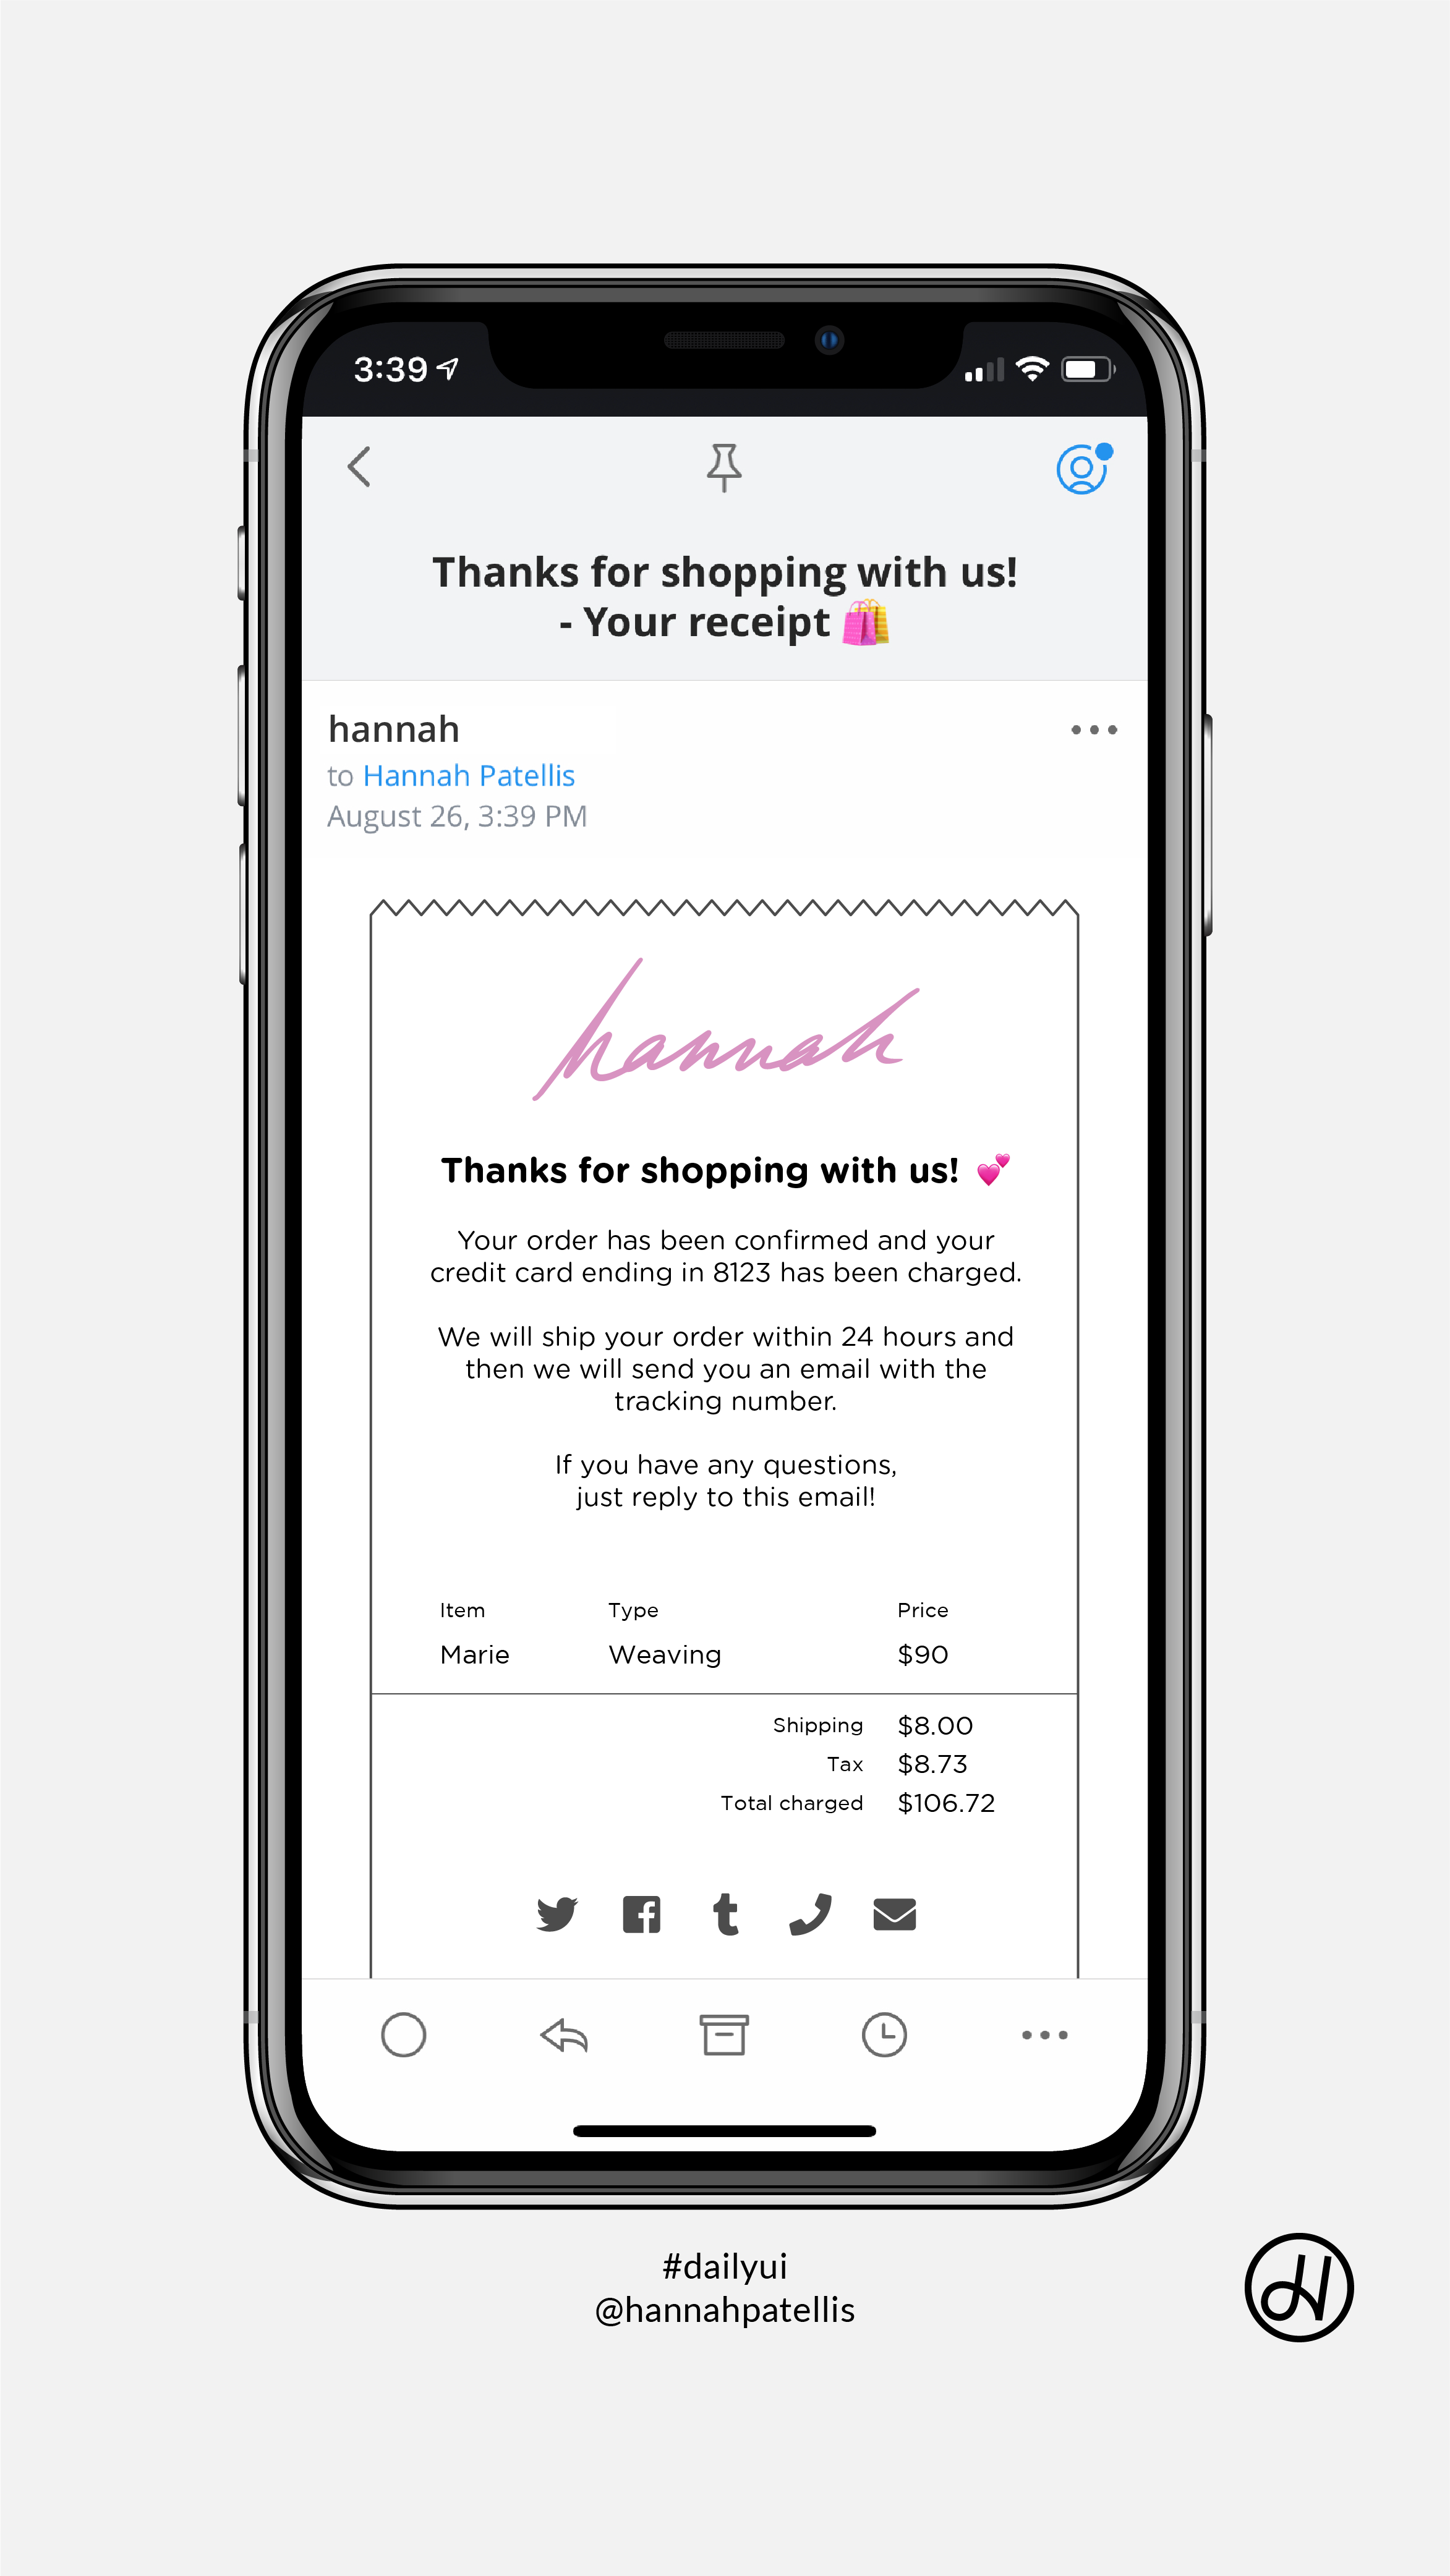 3:39
Thanks for shopping with us!
- Your receipt 🛍️
hannah
to Hannah Patellis
August 26, 3:39 PM
hannah
Thanks for shopping with us! 💕
Your order has been confirmed and your
credit card ending in 8123 has been charged.
We will ship your order within 24 hours and
then we will send you an email with the
tracking number.
If you have any questions,
just reply to this email!
Item Type Price
Marie Weaving $90
Shipping $8.00
Tax $8.73
Total charged $106.72
#dailyui
@hannahpatellis
H